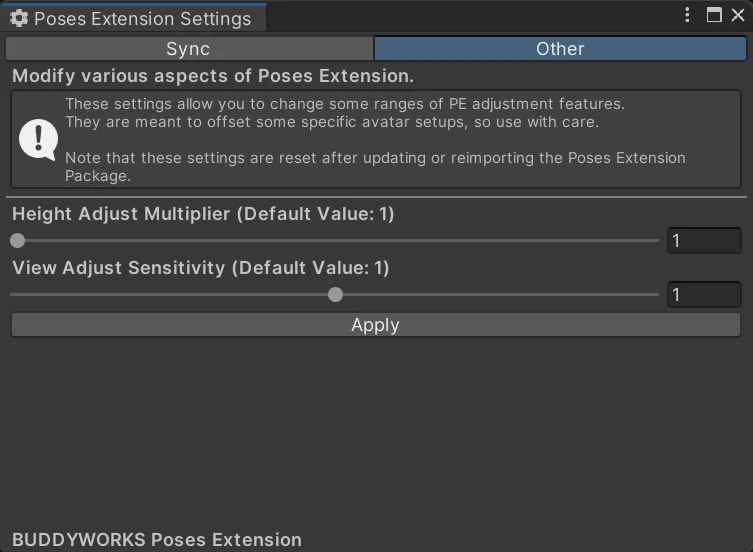 Poses Extension Settings
Sync
Other
Modify various aspects of Poses Extension.
These settings allow you to change some ranges of PE adjustment features.
They are meant to offset some specific avatar setups, so use with care.
Note that these settings are reset after updating or reimporting the Poses Extension
Package.
Height Adjust Multiplier (Default Value: 1)
1
View Adjust Sensitivity (Default Value: 1)
1
Apply
BUDDYWORKS Poses Extension